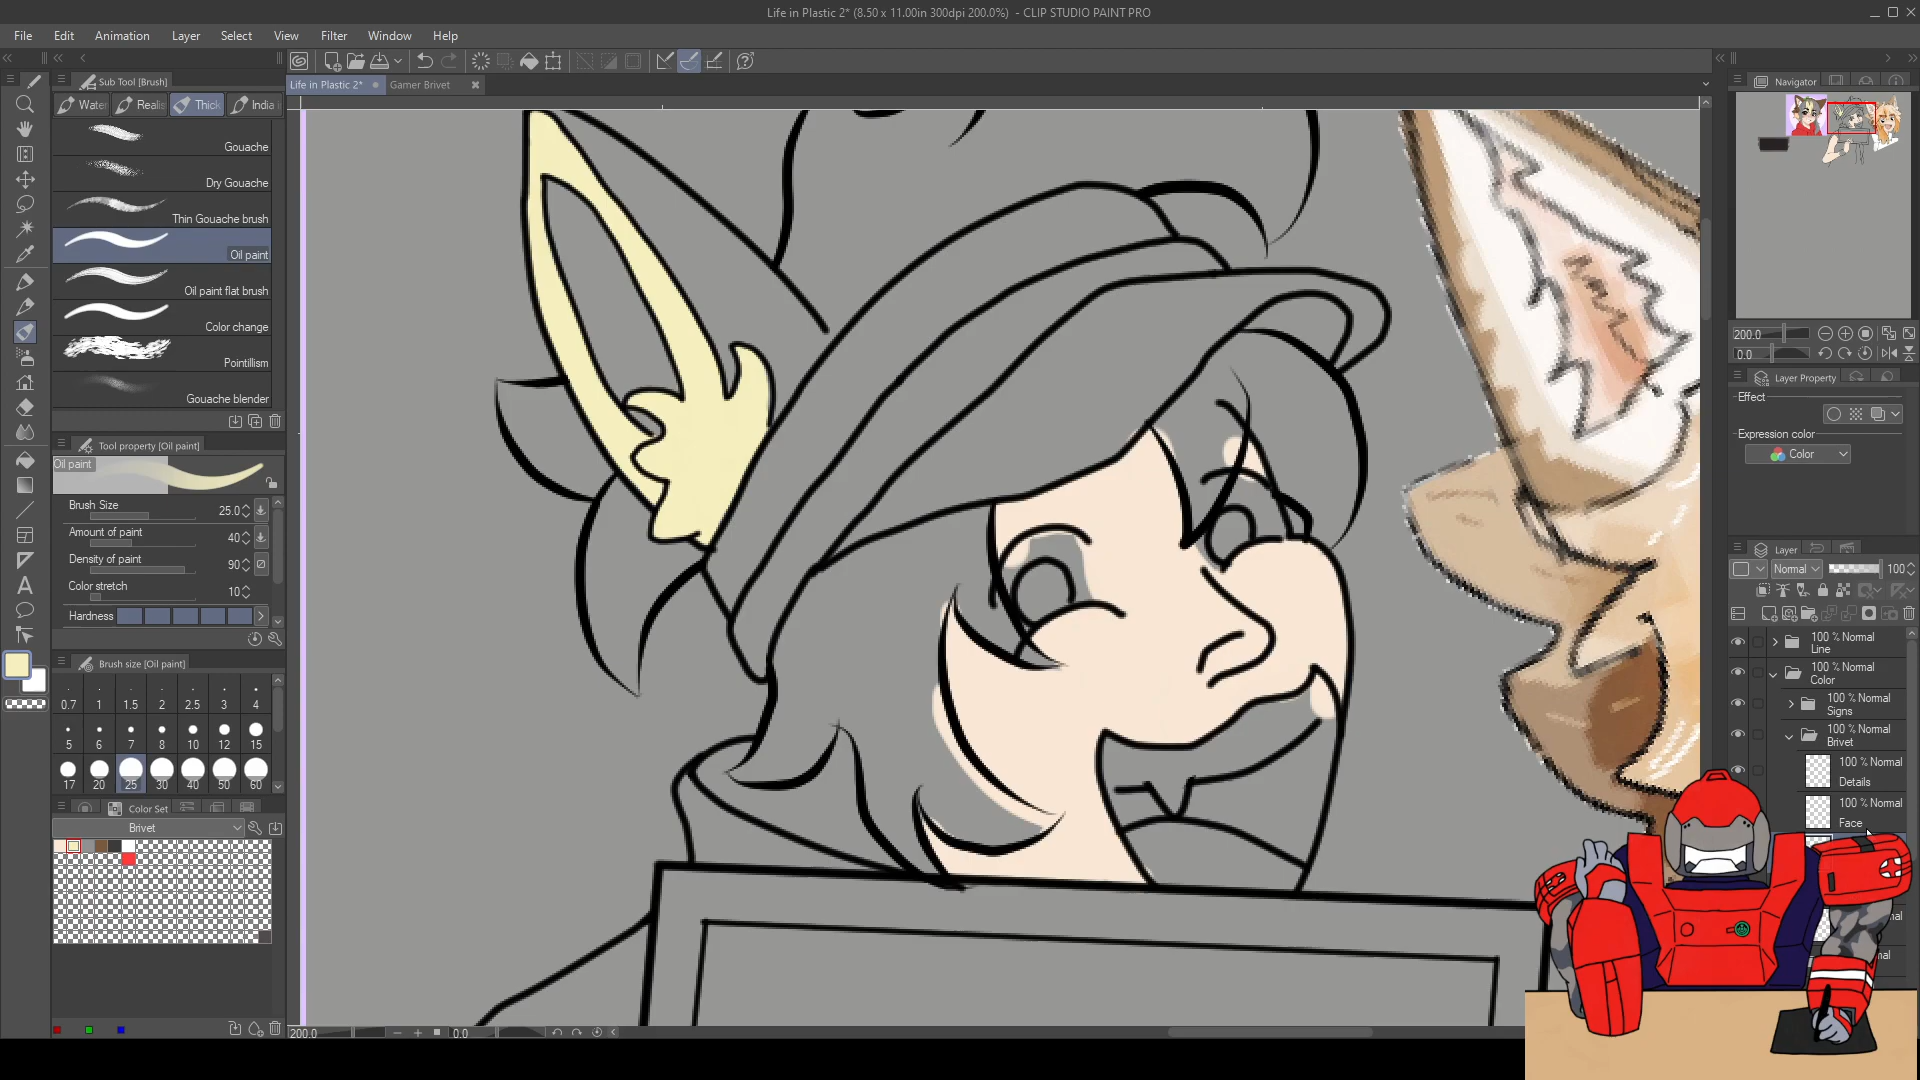 Life in Plastic 2* (8.50 x 11.00in 300dpi 200.0%) - CLIP STUDIO PAINT PRO
File Edit Animation Layer Select View Filter Window Help
Sub Tool [Brush]
Life in Plastic 2* Gamer Brivet
Navigator
Water Realis Thick India i
Gouache
Dry Gouache
Thin Gouache brush
Oil paint
Oil paint flat brush
Color change
Pointillism
Gouache blender
Tool property [Oil paint]
Oil paint
Brush Size 25.0
Amount of paint 40
Density of paint 90
Color stretch 10
Hardness
Brush size [Oil paint]
0.7 1 1.5 2 2.5 3 4
5 6 7 8 10 12 15
17 20 25 30 40 50 60
Color Set
Brivet
200.0 0.0
200.0
0.0
Layer Property
Effect
Expression color
Color
Layer
Normal 100
100 % Normal
Line
100 % Normal
Color
100 % Normal
Signs
100 % Normal
Brivet
100 % Normal
Details
100 % Normal
Face